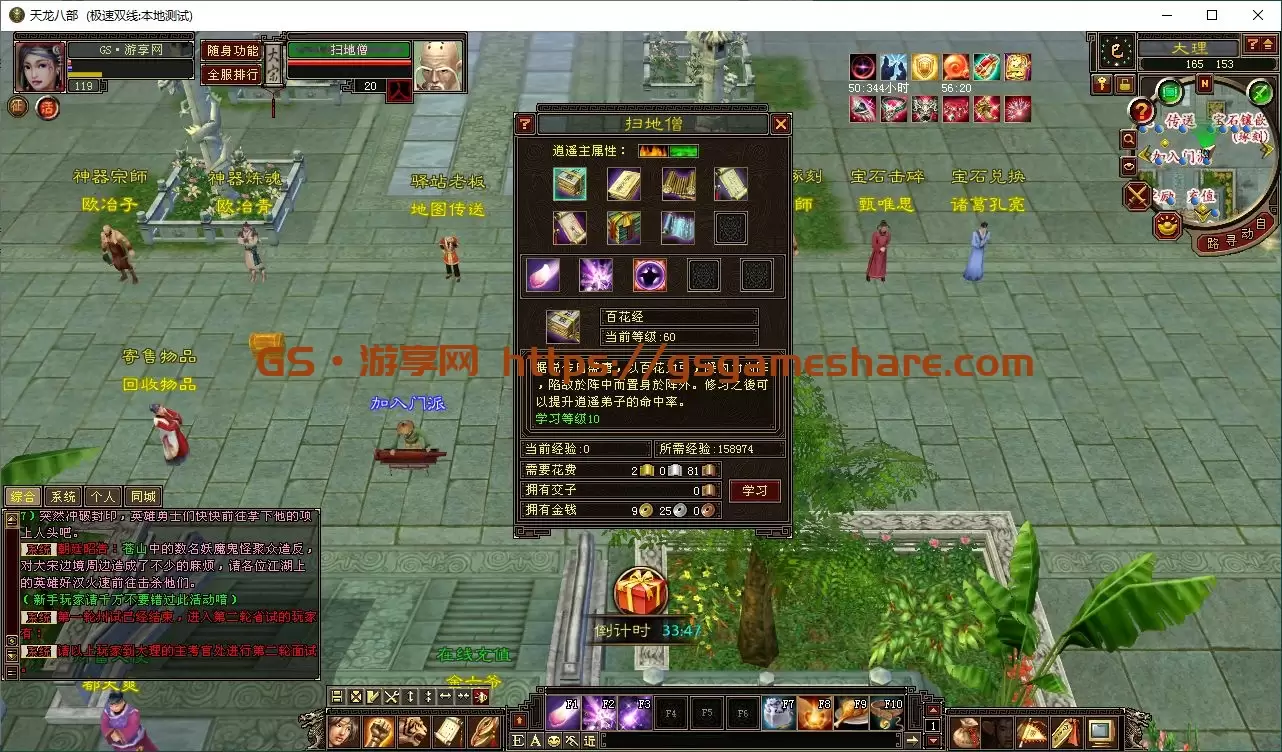 天龙八部 (极速双线:本地测试)
GS·游享网
119
随身功能
全服排行
扫地僧
20
50:344小时
56:20
大理
165 153
传送
宝石镶嵌
加入门派
充值
自动寻路
神器宗师
欧冶子
神器炼魂
欧冶青
驿站老板
地图传送
师
宝石击碎
甄唯思
宝石兑换
诸葛孔亮
寄售物品
回收物品
加入门派
扫地僧
逍遥主属性：
百花经
当前等级:60
，陷敌於阵中而置身於阵外。修习之後可
以提升逍遥弟子的命中率。
学习等级10
当前经验:0
所需经验:158974
需要花费 2 0 81
拥有交子 0
拥有金钱 9 25 0
学习
GS·游享网 https://gsgameshare.com
综合 系统 个人 同城
突然冲破封印，英雄勇士们快快前往拿下他的项
上人头吧。
苍山中的数名妖魔鬼怪聚众造反，
对大宋边境周边造成了不少的麻烦，请各位江湖上
的英雄好汉火速前往击杀他们。
(新手玩家请千万不要错过此活动喑)
系统 第一轮州试已经结束，进入第二轮省试的玩家
有：
系统 请以上玩家到大理的主考官处进行第二轮面试
倒计时 33:47
在线充值
F1 F2 F3 F4 F5 F6 F7 F8 F9 F10
1